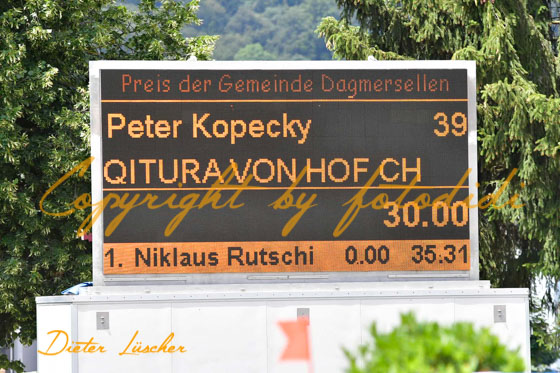 Preis der Gemeinde Dagmersellen
Peter Kopecky 39
QITURA VON HOF CH
Copyright by fotodidi
30.00
1. Niklaus Rutschi 0.00 35.31
Dieter Lüscher